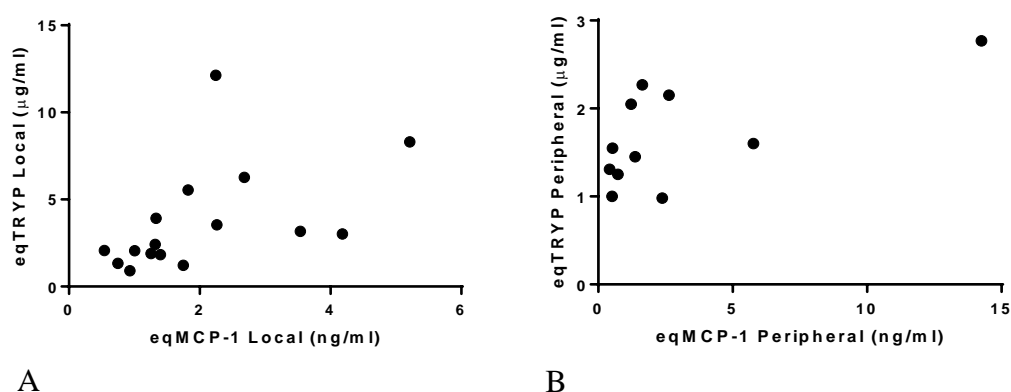 eqTRYP Local (μg/ml)
15
10
5
0
0 2 4 6
eqMCP-1 Local (ng/ml)
A
eqTRYP Peripheral (μg/ml)
3
2
1
0
0 5 10 15
eqMCP-1 Peripheral (ng/ml)
B